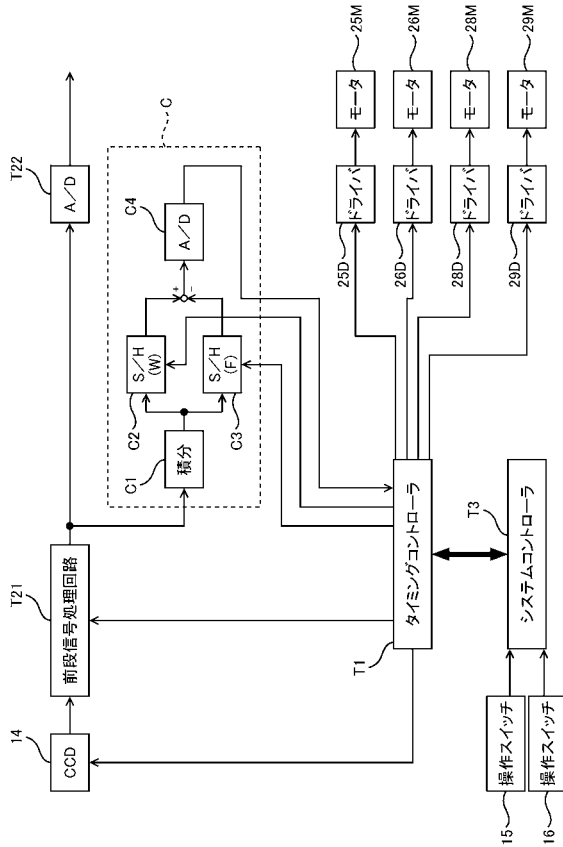 14
CCD
T21
前段信号処理回路
T22
A/D
C
C1
積分
C2
S/H
(W)
C3
S/H
(F)
+
−
C4
A/D
T1
タイミングコントローラ
T3
システムコントローラ
15
操作スイッチ
16
操作スイッチ
25D
ドライバ
モータ
25M
26D
ドライバ
モータ
26M
28D
ドライバ
モータ
28M
29D
ドライバ
モータ
29M